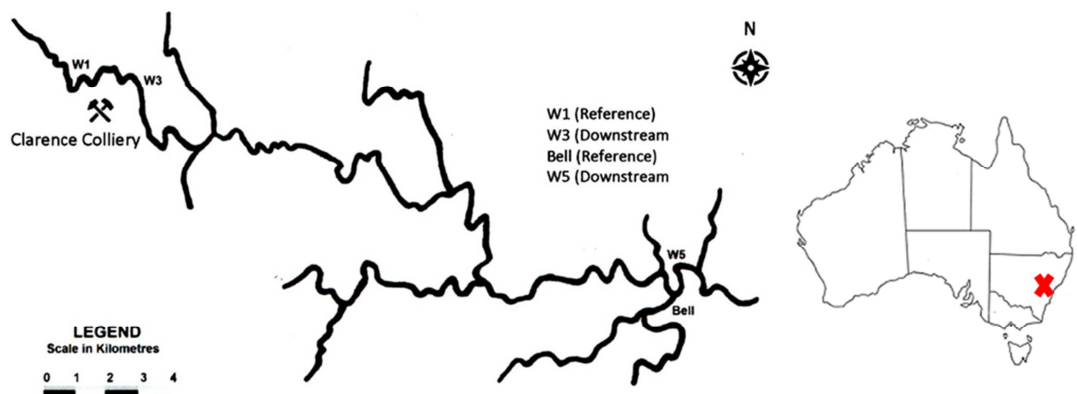 W1
W3
Clarence Colliery
N
W1 (Reference)
W3 (Downstream
Bell (Reference)
W5 (Downstream
W5
Bell
LEGEND
Scale in Kilometres
0 1 2 3 4